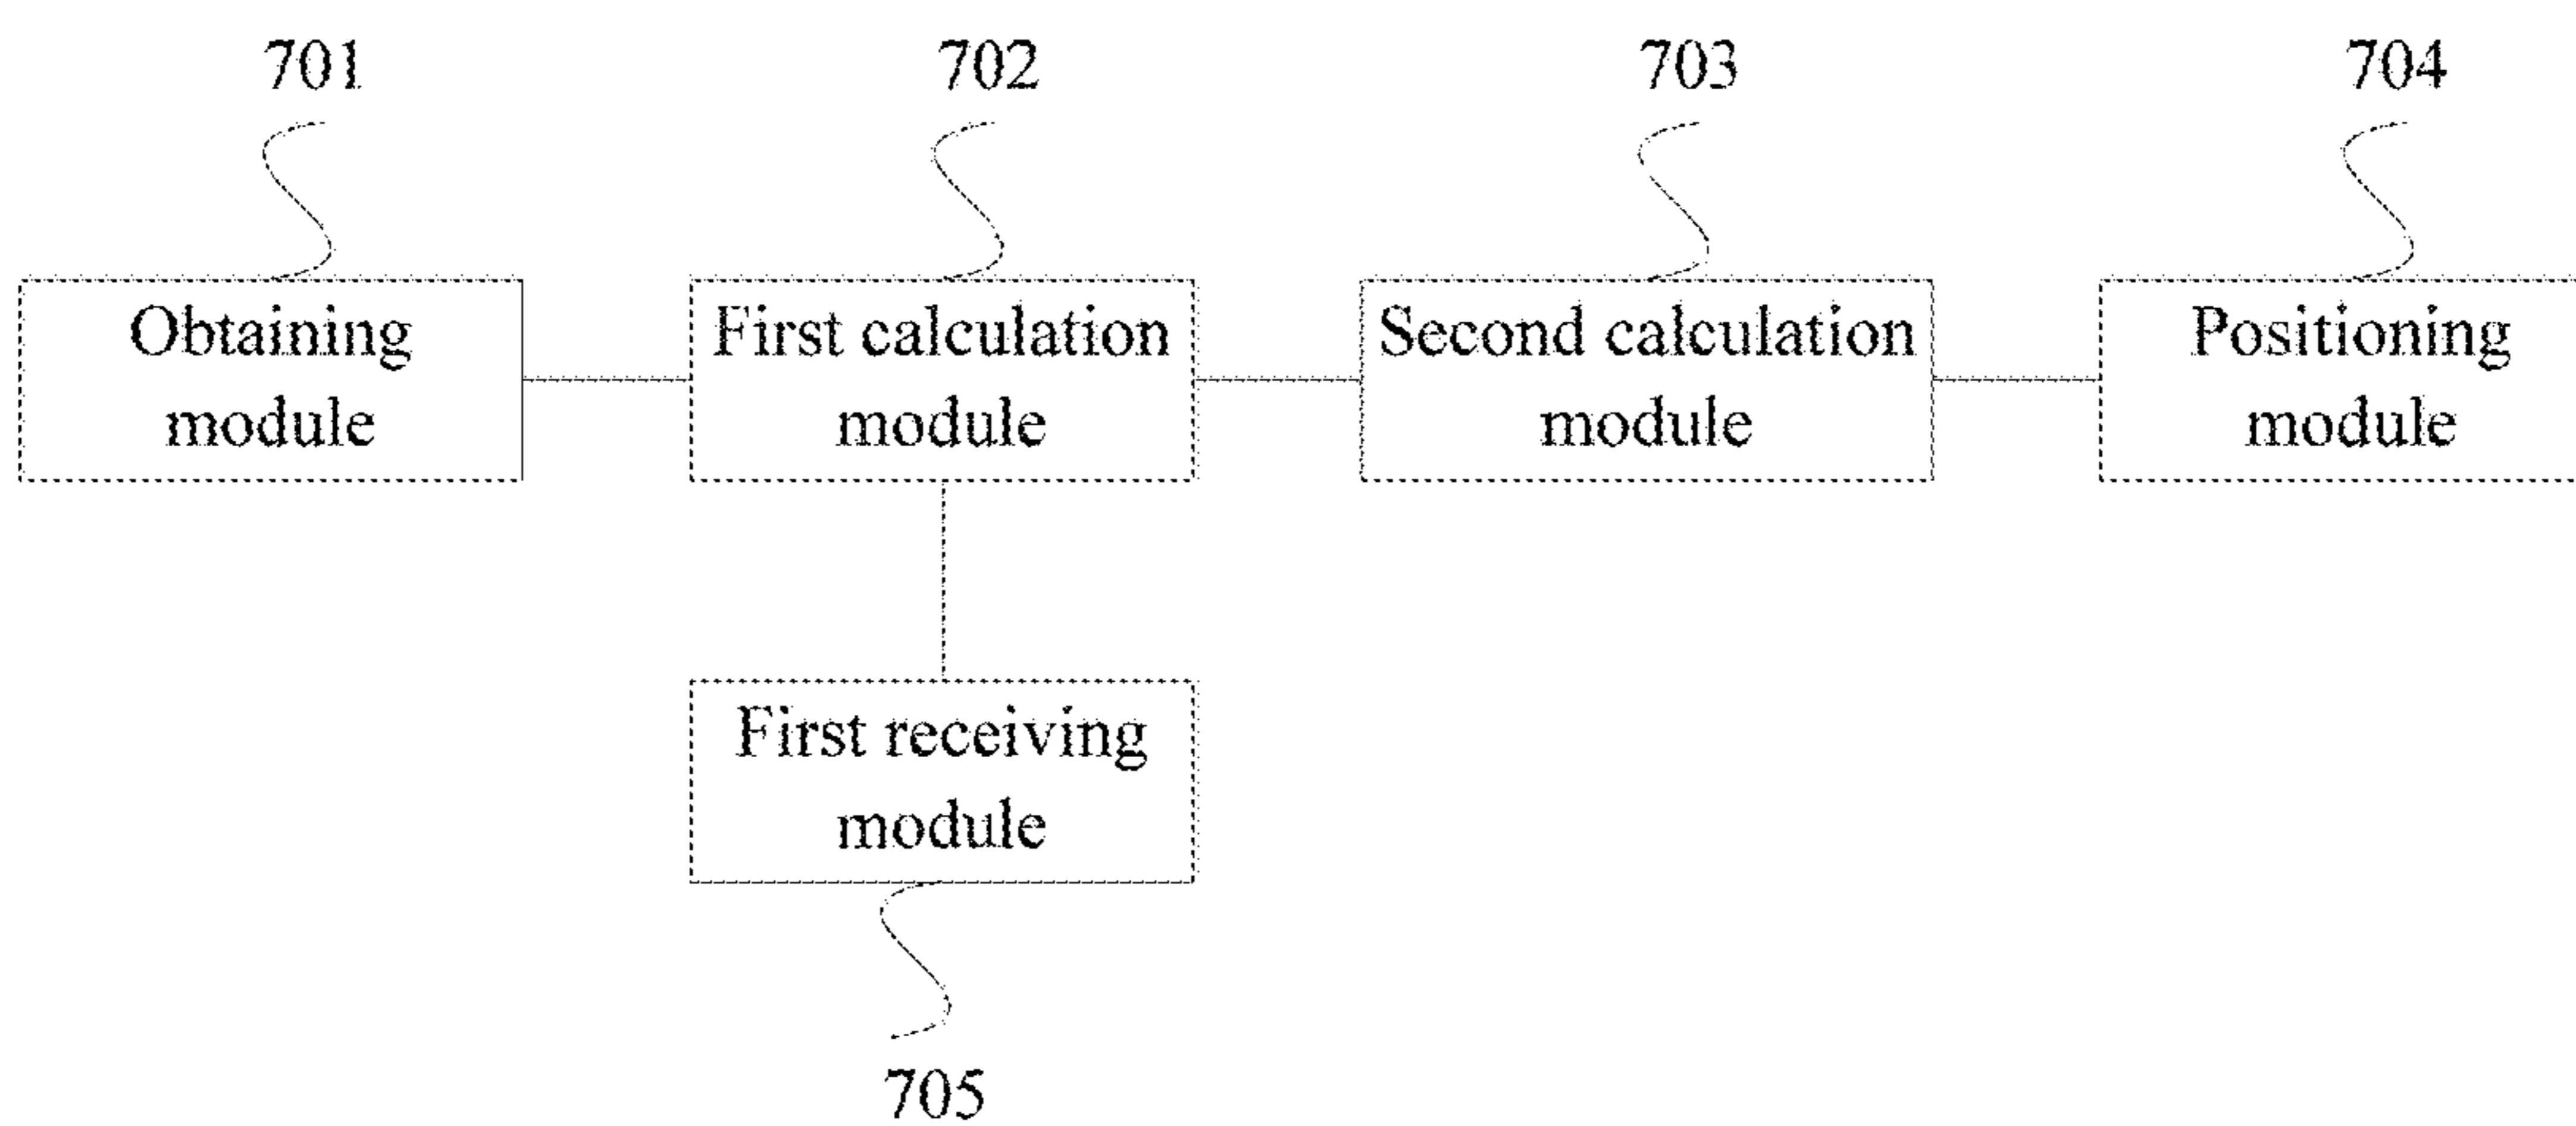 701
702
703
704
Obtaining
module
First calculation
module
Second calculation
module
Positioning
module
First receiving
module
705